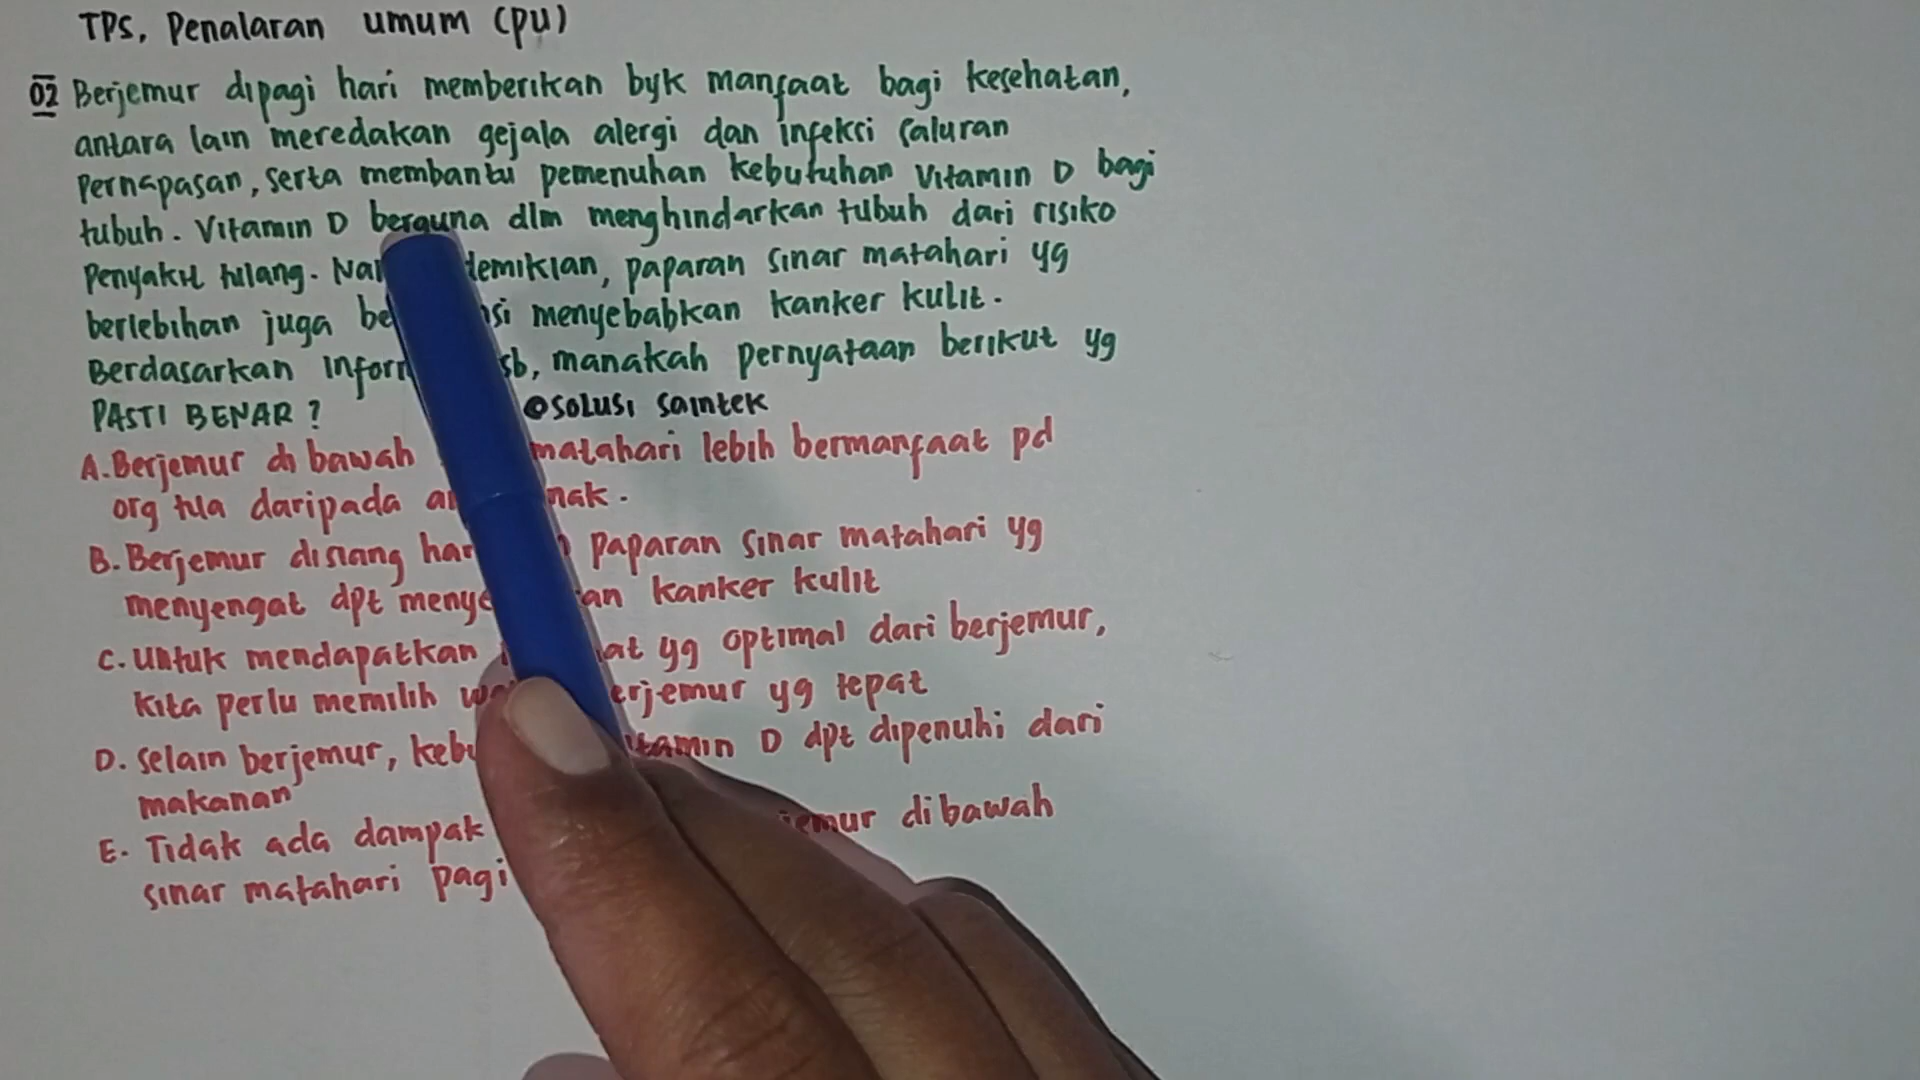 TPS, Penalaran umum (PU)
02 Berjemur dipagi hari memberikan byk manfaat bagi kesehatan,
antara lain meredakan gejala alergi dan infeksi saluran
pernapasan, serta membantu pemenuhan kebutuhan Vitamin D bagi
tubuh. Vitamin D berguna dlm menghindarkan tubuh dari risiko
penyakit tulang. demikian, paparan sinar matahari yg
berlebihan juga menyebabkan kanker kulit.
Berdasarkan manakah pernyataan berikut yg
PASTI BENAR?
@solusi saintek
A. Berjemur di bawah matahari lebih bermanfaat pd
org tua daripada
B. Berjemur disiang paparan sinar matahari yg
menyengat dpt kanker kulit
C. Untuk mendapatkan yg optimal dari berjemur,
kita perlu memilih berjemur yg tepat
D. Selain berjemur, D dpt dipenuhi dari
makanan
E. Tidak ada dampak dibawah
sinar matahari pagi